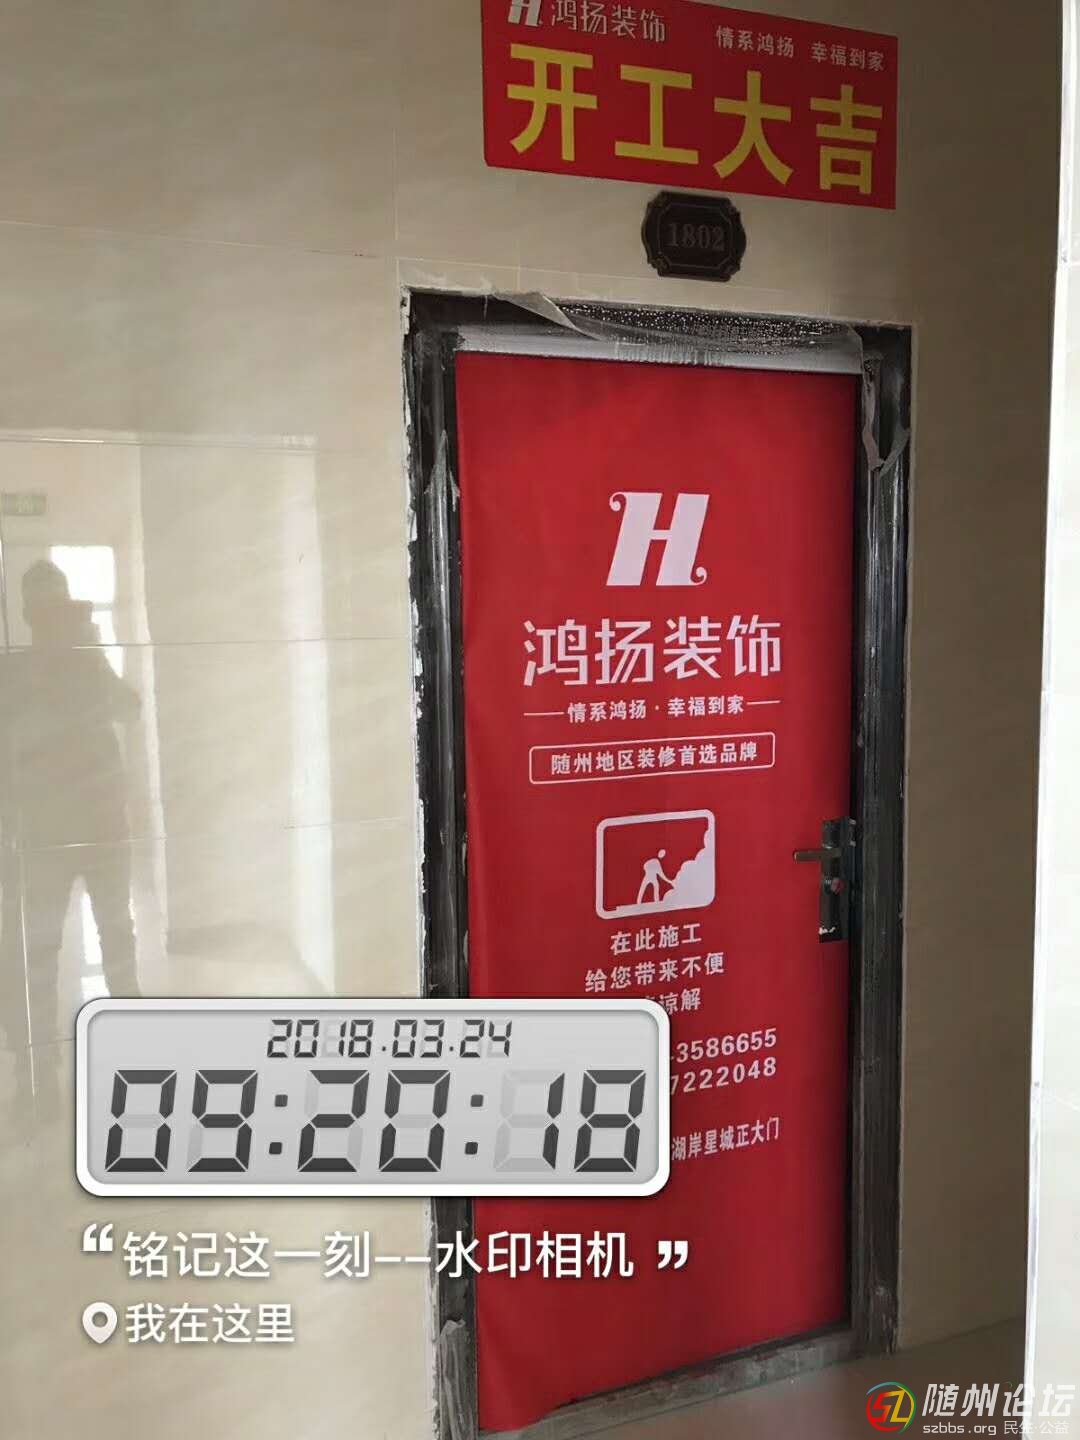 鸿扬装饰 情系鸿扬 幸福到家
开工大吉
1802
H
鸿扬装饰
情系鸿扬·幸福到家
随州地区装修首选品牌
在此施工
给您带来不便
谅解
-3586655
7222048
湖岸星城正大门
2018.03.24
09:20:18
“铭记这一刻--水印相机”
我在这里
随州论坛
szbbs.org 民生·公益